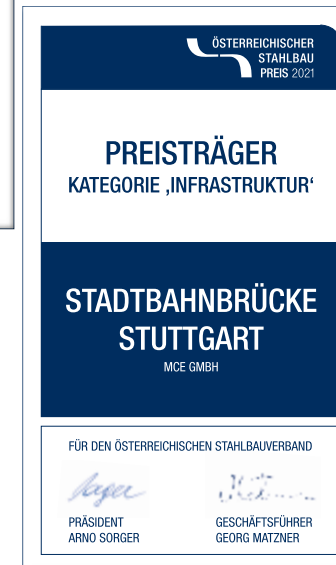 ÖSTERREICHISCHER
STAHLBAU
PREIS 2021
PREISTRÄGER
KATEGORIE ‚INFRASTRUKTUR‘
STADTBAHNBRÜCKE
STUTTGART
MCE GMBH
FÜR DEN ÖSTERREICHISCHEN STAHLBAUVERBAND
PRÄSIDENT
ARNO SORGER
GESCHÄFTSFÜHRER
GEORG MATZNER